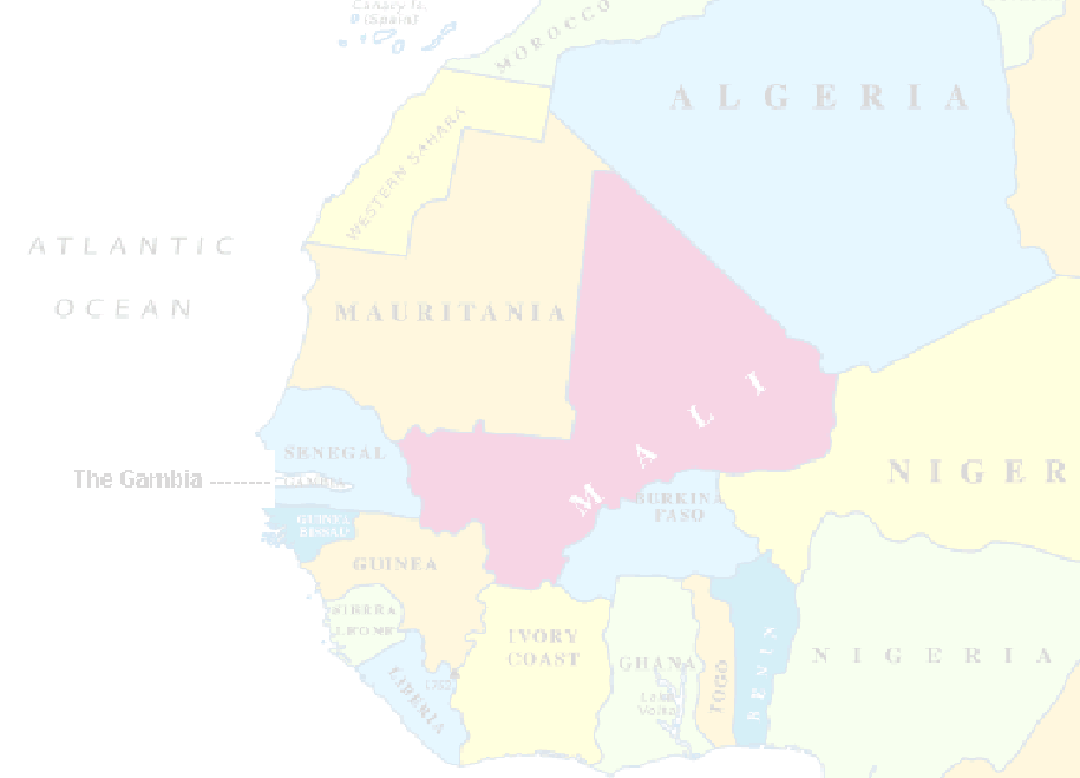 Canary Is.
(Spain)
MOROCCO
ALGERIA
WESTERN SAHARA
ATLANTIC
OCEAN
MAURITANIA
MALI
SENEGAL
The Gambia --------
NIGER
BURKINA
FASO
GUINEA
BISSAU
GUINEA
SIERRA
LEONE
IVORY
COAST
GHANA
NIGERIA
TOGO
BENIN
LIBERIA
Lake
Volta